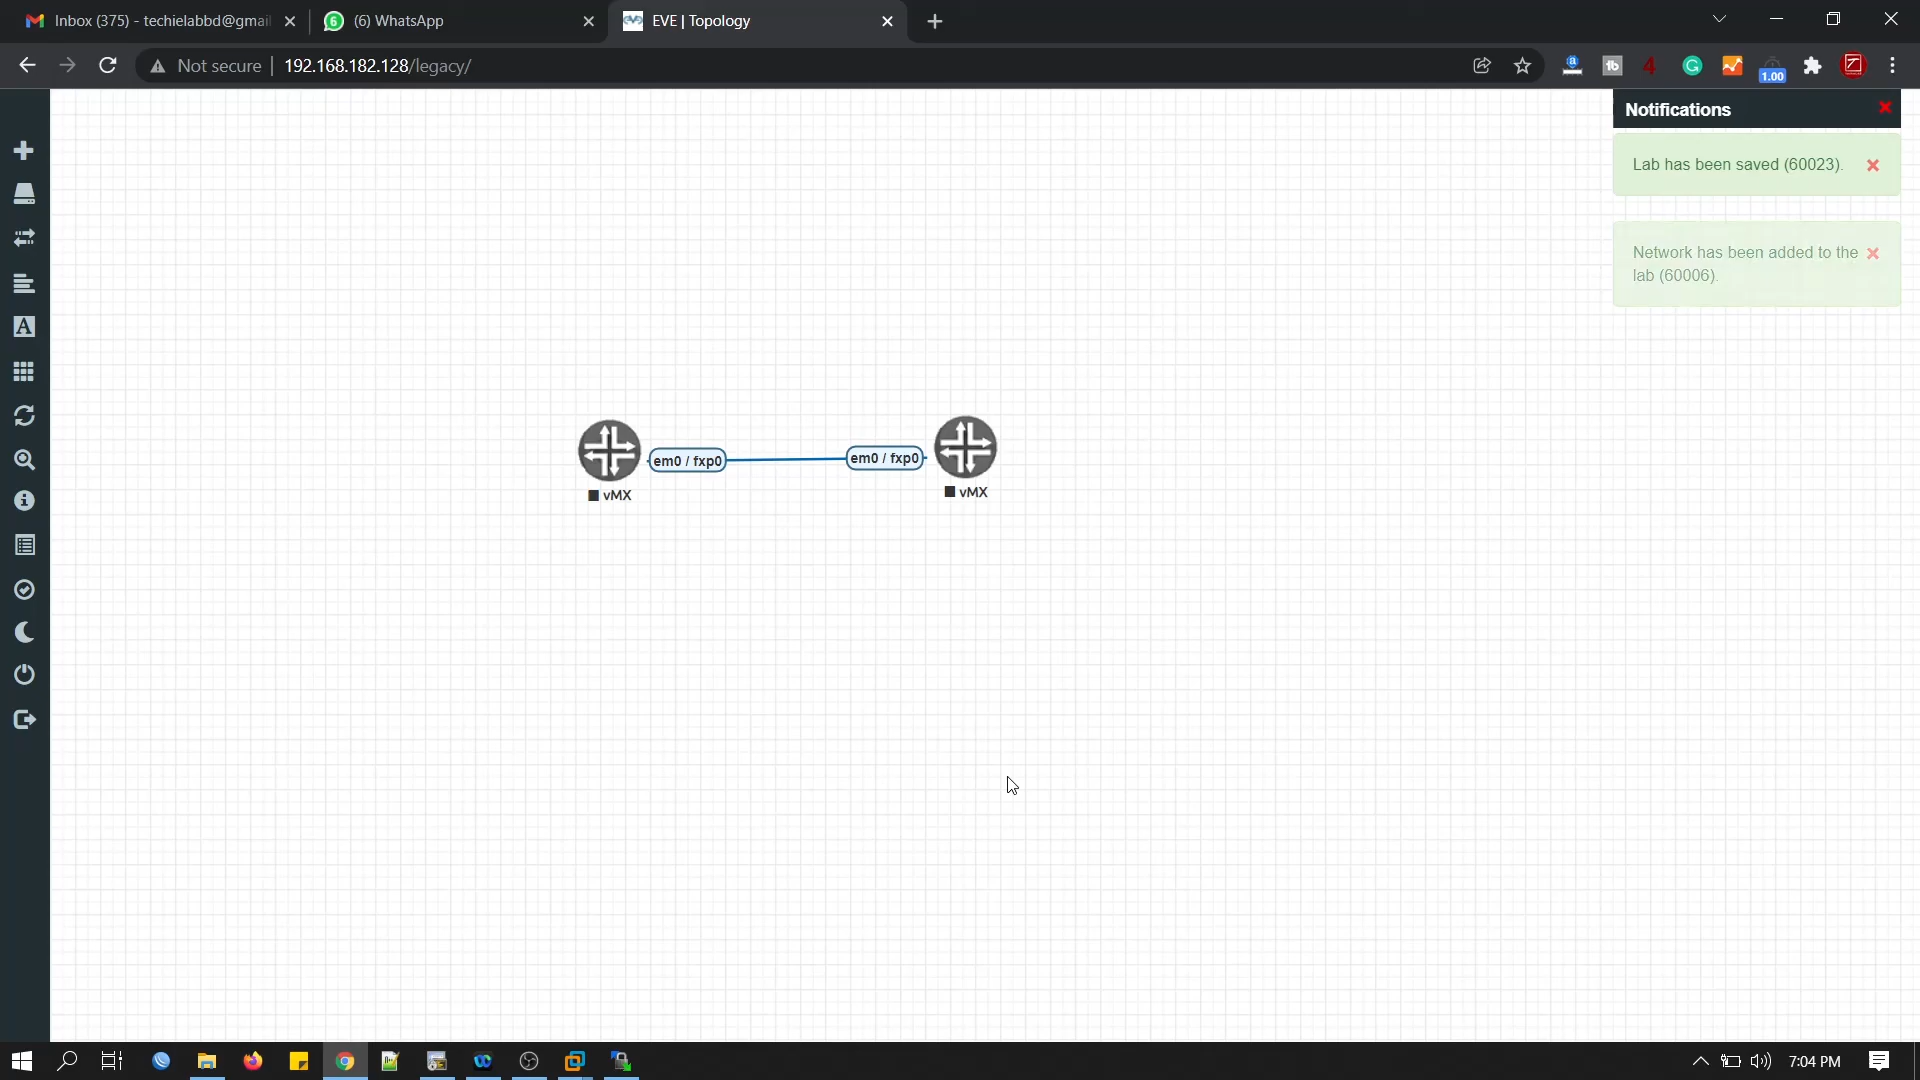 Inbox (375) - techielabbd@gmai
(6) WhatsApp
EVE | Topology
Not secure
192.168.182.128/legacy/
1.00
Notifications
Lab has been saved (60023).
Network has been added to the
lab (60006).
em0 / fxp0
em0 / fxp0
vMX
vMX
A
7:04 PM